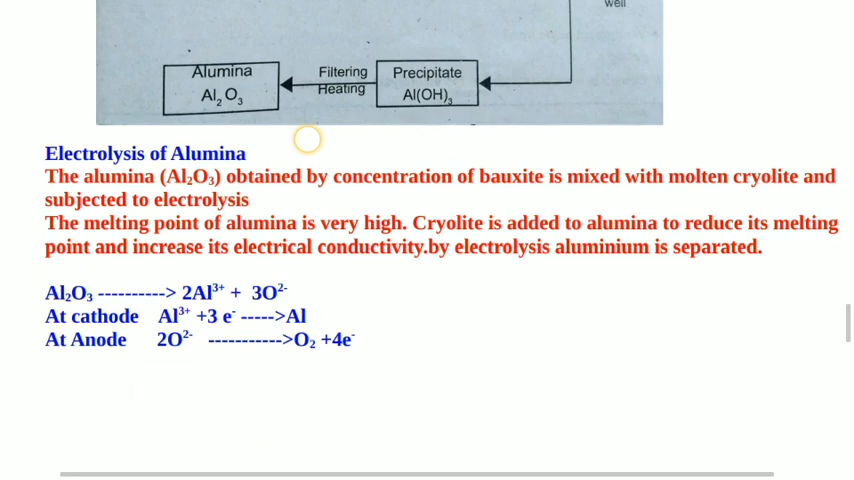 well
Alumina
Al₂O₃
Filtering
Heating
Precipitate
Al(OH)₃
Electrolysis of Alumina
The alumina (Al₂O₃) obtained by concentration of bauxite is mixed with molten cryolite and
subjected to electrolysis
The melting point of alumina is very high. Cryolite is added to alumina to reduce its melting
point and increase its electrical conductivity.by electrolysis aluminium is separated.
Al₂O₃ ----------> 2Al³⁺ + 3O²⁻
At cathode Al³⁺ +3 e⁻ ----->Al
At Anode 2O²⁻ ----------->O₂ +4e⁻